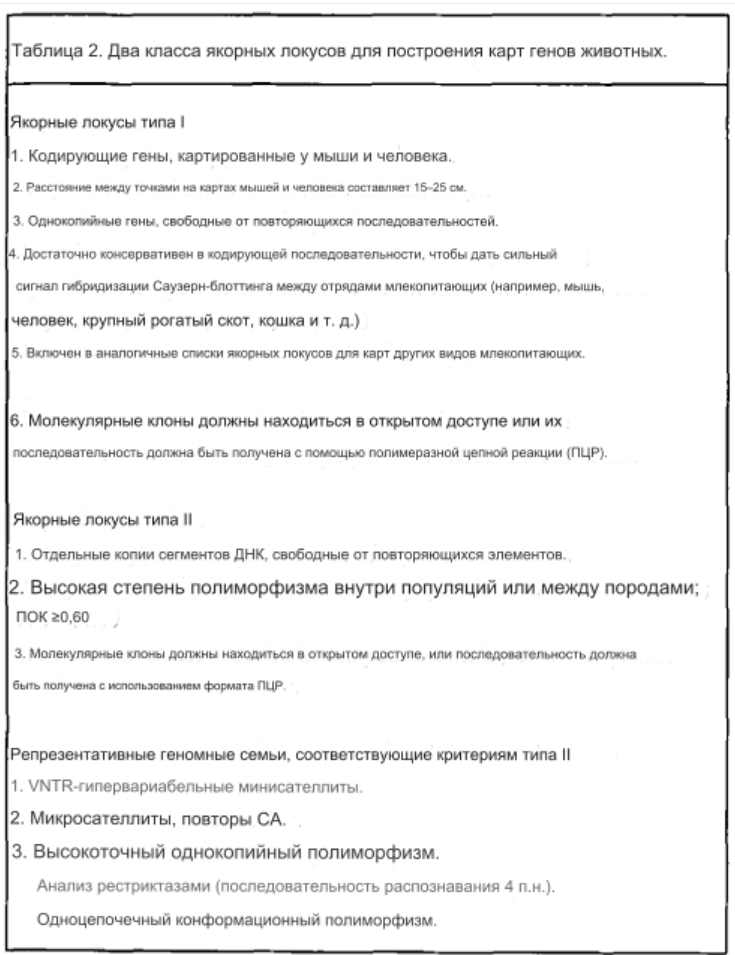 Таблица 2. Два класса якорных локусов для построения карт генов животных.
Якорные локусы типа I
1. Кодирующие гены, картированные у мыши и человека.
2. Расстояние между точками на картах мышей и человека составляет 15–25 см.
3. Однокопийные гены, свободные от повторяющихся последовательностей.
4. Достаточно консервативен в кодирующей последовательности, чтобы дать сильный
сигнал гибридизации Саузерн-блоттинга между отрядами млекопитающих (например, мышь,
человек, крупный рогатый скот, кошка и т. д.)
5. Включен в аналогичные списки якорных локусов для карт других видов млекопитающих.
6. Молекулярные клоны должны находиться в открытом доступе или их
последовательность должна быть получена с помощью полимеразной цепной реакции (ПЦР).
Якорные локусы типа II
1. Отдельные копии сегментов ДНК, свободные от повторяющихся элементов.
2. Высокая степень полиморфизма внутри популяций или между породами;
ПОК ≥0,60
3. Молекулярные клоны должны находиться в открытом доступе, или последовательность должна
быть получена с использованием формата ПЦР.
Репрезентативные геномные семьи, соответствующие критериям типа II
1. VNTR-гипервариабельные минисателлиты.
2. Микросателлиты, повторы CA.
3. Высокоточный однокопийный полиморфизм.
Анализ рестриктазами (последовательность распознавания 4 п.н.).
Одноцепочечный конформационный полиморфизм.